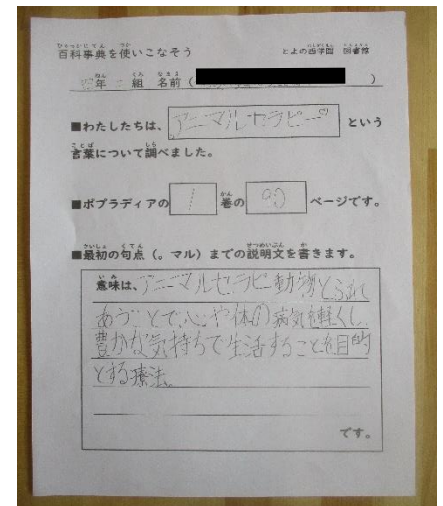 百科事典を使いこなそう とよの西学園 図書館
四年 組 名前( )
■わたしたちは、アニマルセラピー という
言葉について調べました。
■ポプラディアの 1 巻の 90 ページです。
■最初の句点(。マル)までの説明文を書きます。
意味は、アニマルセラピー動物とふれ
あうことで、心や体の病気を軽くし、
豊かな気持ちで生活することを目的
とする療法。
です。